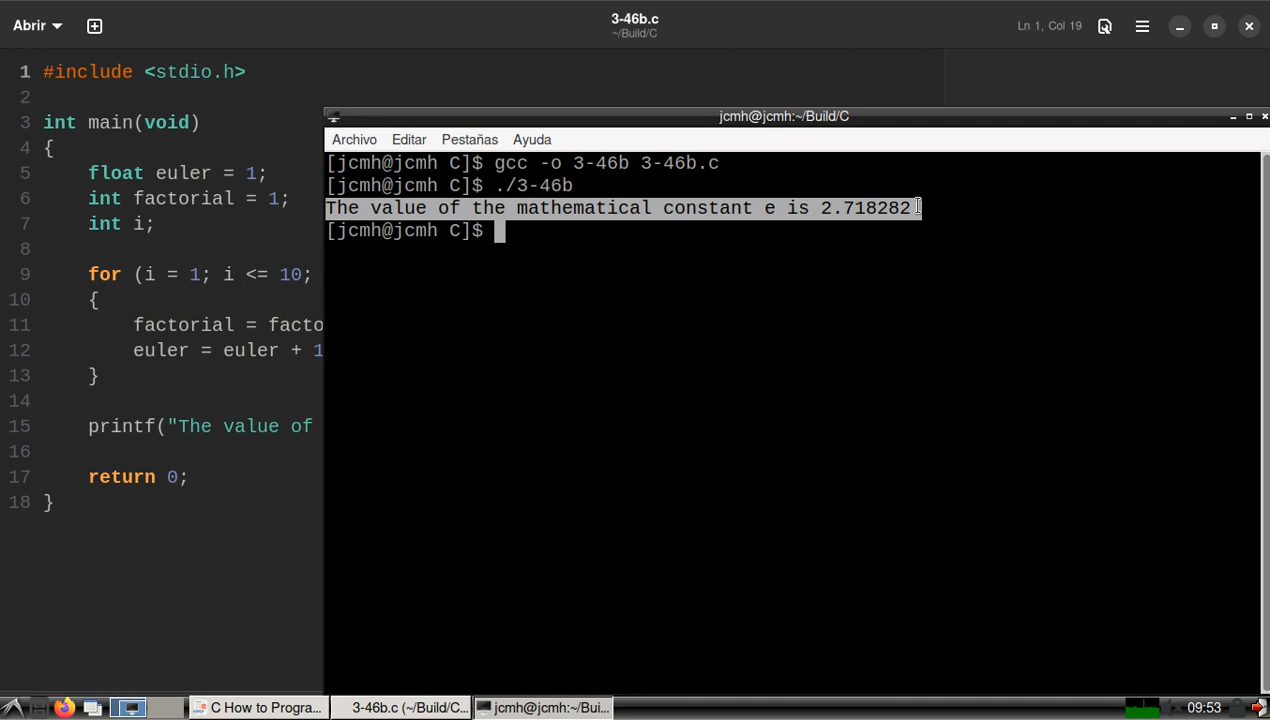 Abrir
3-46b.c
~/Build/C
Ln 1, Col 19
1 #include <stdio.h>
2
3 int main(void)
4 {
5 float euler = 1;
6 int factorial = 1;
7 int i;
8
9 for (i = 1; i <= 10;
10 {
11 factorial = facto
12 euler = euler + 1
13 }
14
15 printf("The value of
16
17 return 0;
18 }
jcmh@jcmh:~/Build/C
Archivo Editar Pestañas Ayuda
[jcmh@jcmh C]$ gcc -o 3-46b 3-46b.c
[jcmh@jcmh C]$ ./3-46b
The value of the mathematical constant e is 2.718282
[jcmh@jcmh C]$
C How to Progra...
3-46b.c (~/Build/C...
jcmh@jcmh:~/Bui...
09:53